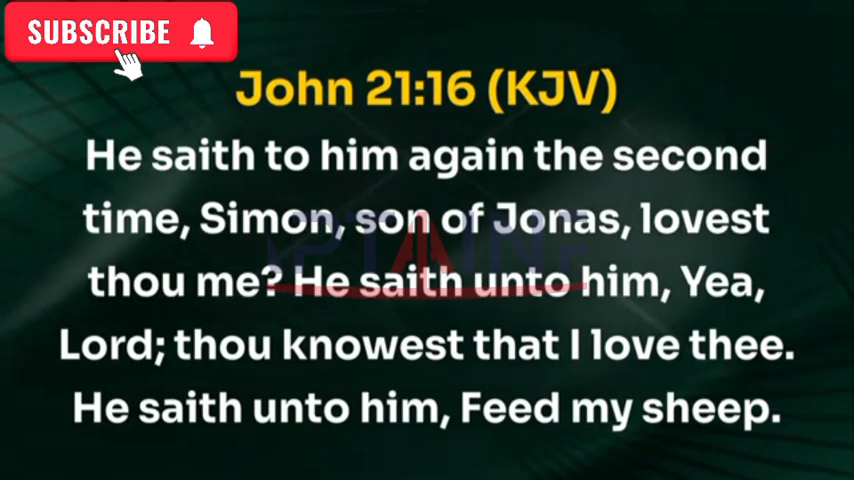 SUBSCRIBE
John 21:16 (KJV)
He saith to him again the second
time, Simon, son of Jonas, lovest
thou me? He saith unto him, Yea,
Lord; thou knowest that I love thee.
He saith unto him, Feed my sheep.